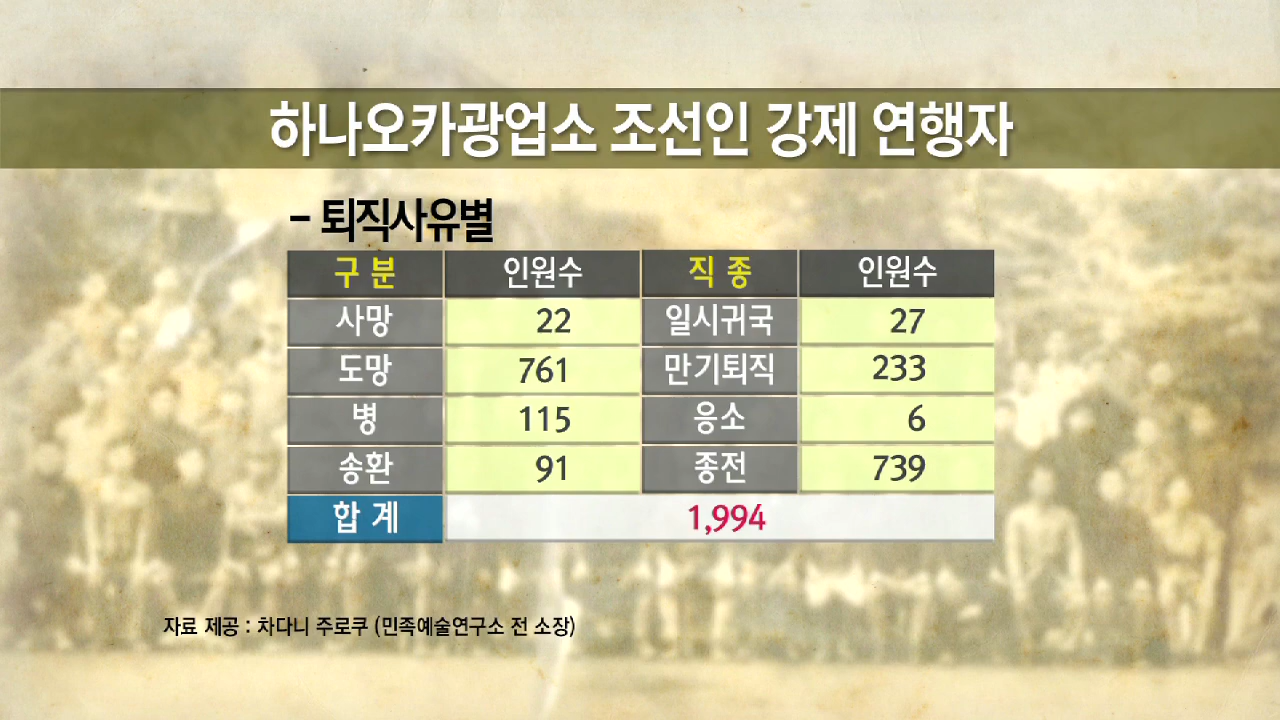 하나오카광업소 조선인 강제 연행자
- 퇴직사유별
구 분 인원수 직 종 인원수
사망 22 일시귀국 27
도망 761 만기퇴직 233
병 115 응소 6
송환 91 종전 739
합 계 1,994
자료 제공 : 차다니 주로쿠 (민족예술연구소 전 소장)